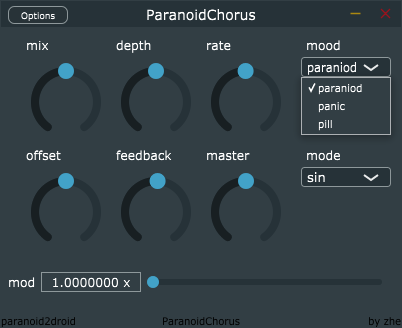 Options
ParanoidChorus
mix
depth
rate
mood
paraniod
✓ paraniod
panic
pill
offset
feedback
master
mode
sin
mod
1.0000000 x
paranoid2droid
ParanoidChorus
by zhe